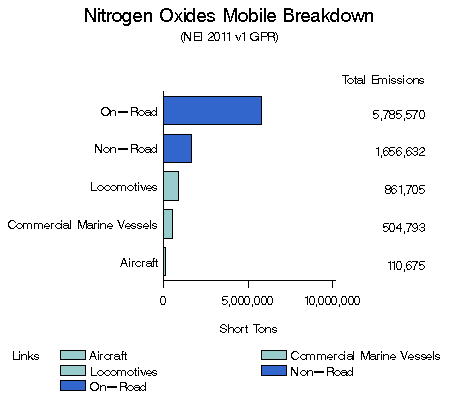 Nitrogen Oxides Mobile Breakdown
(NEI 2011 v1 GPR)
Total Emissions
On-Road 5,785,570
Non-Road 1,656,632
Locomotives 861,705
Commercial Marine Vessels 504,793
Aircraft 110,675
0 5,000,000 10,000,000
Short Tons
Links Aircraft Commercial Marine Vessels
Locomotives Non-Road
On-Road